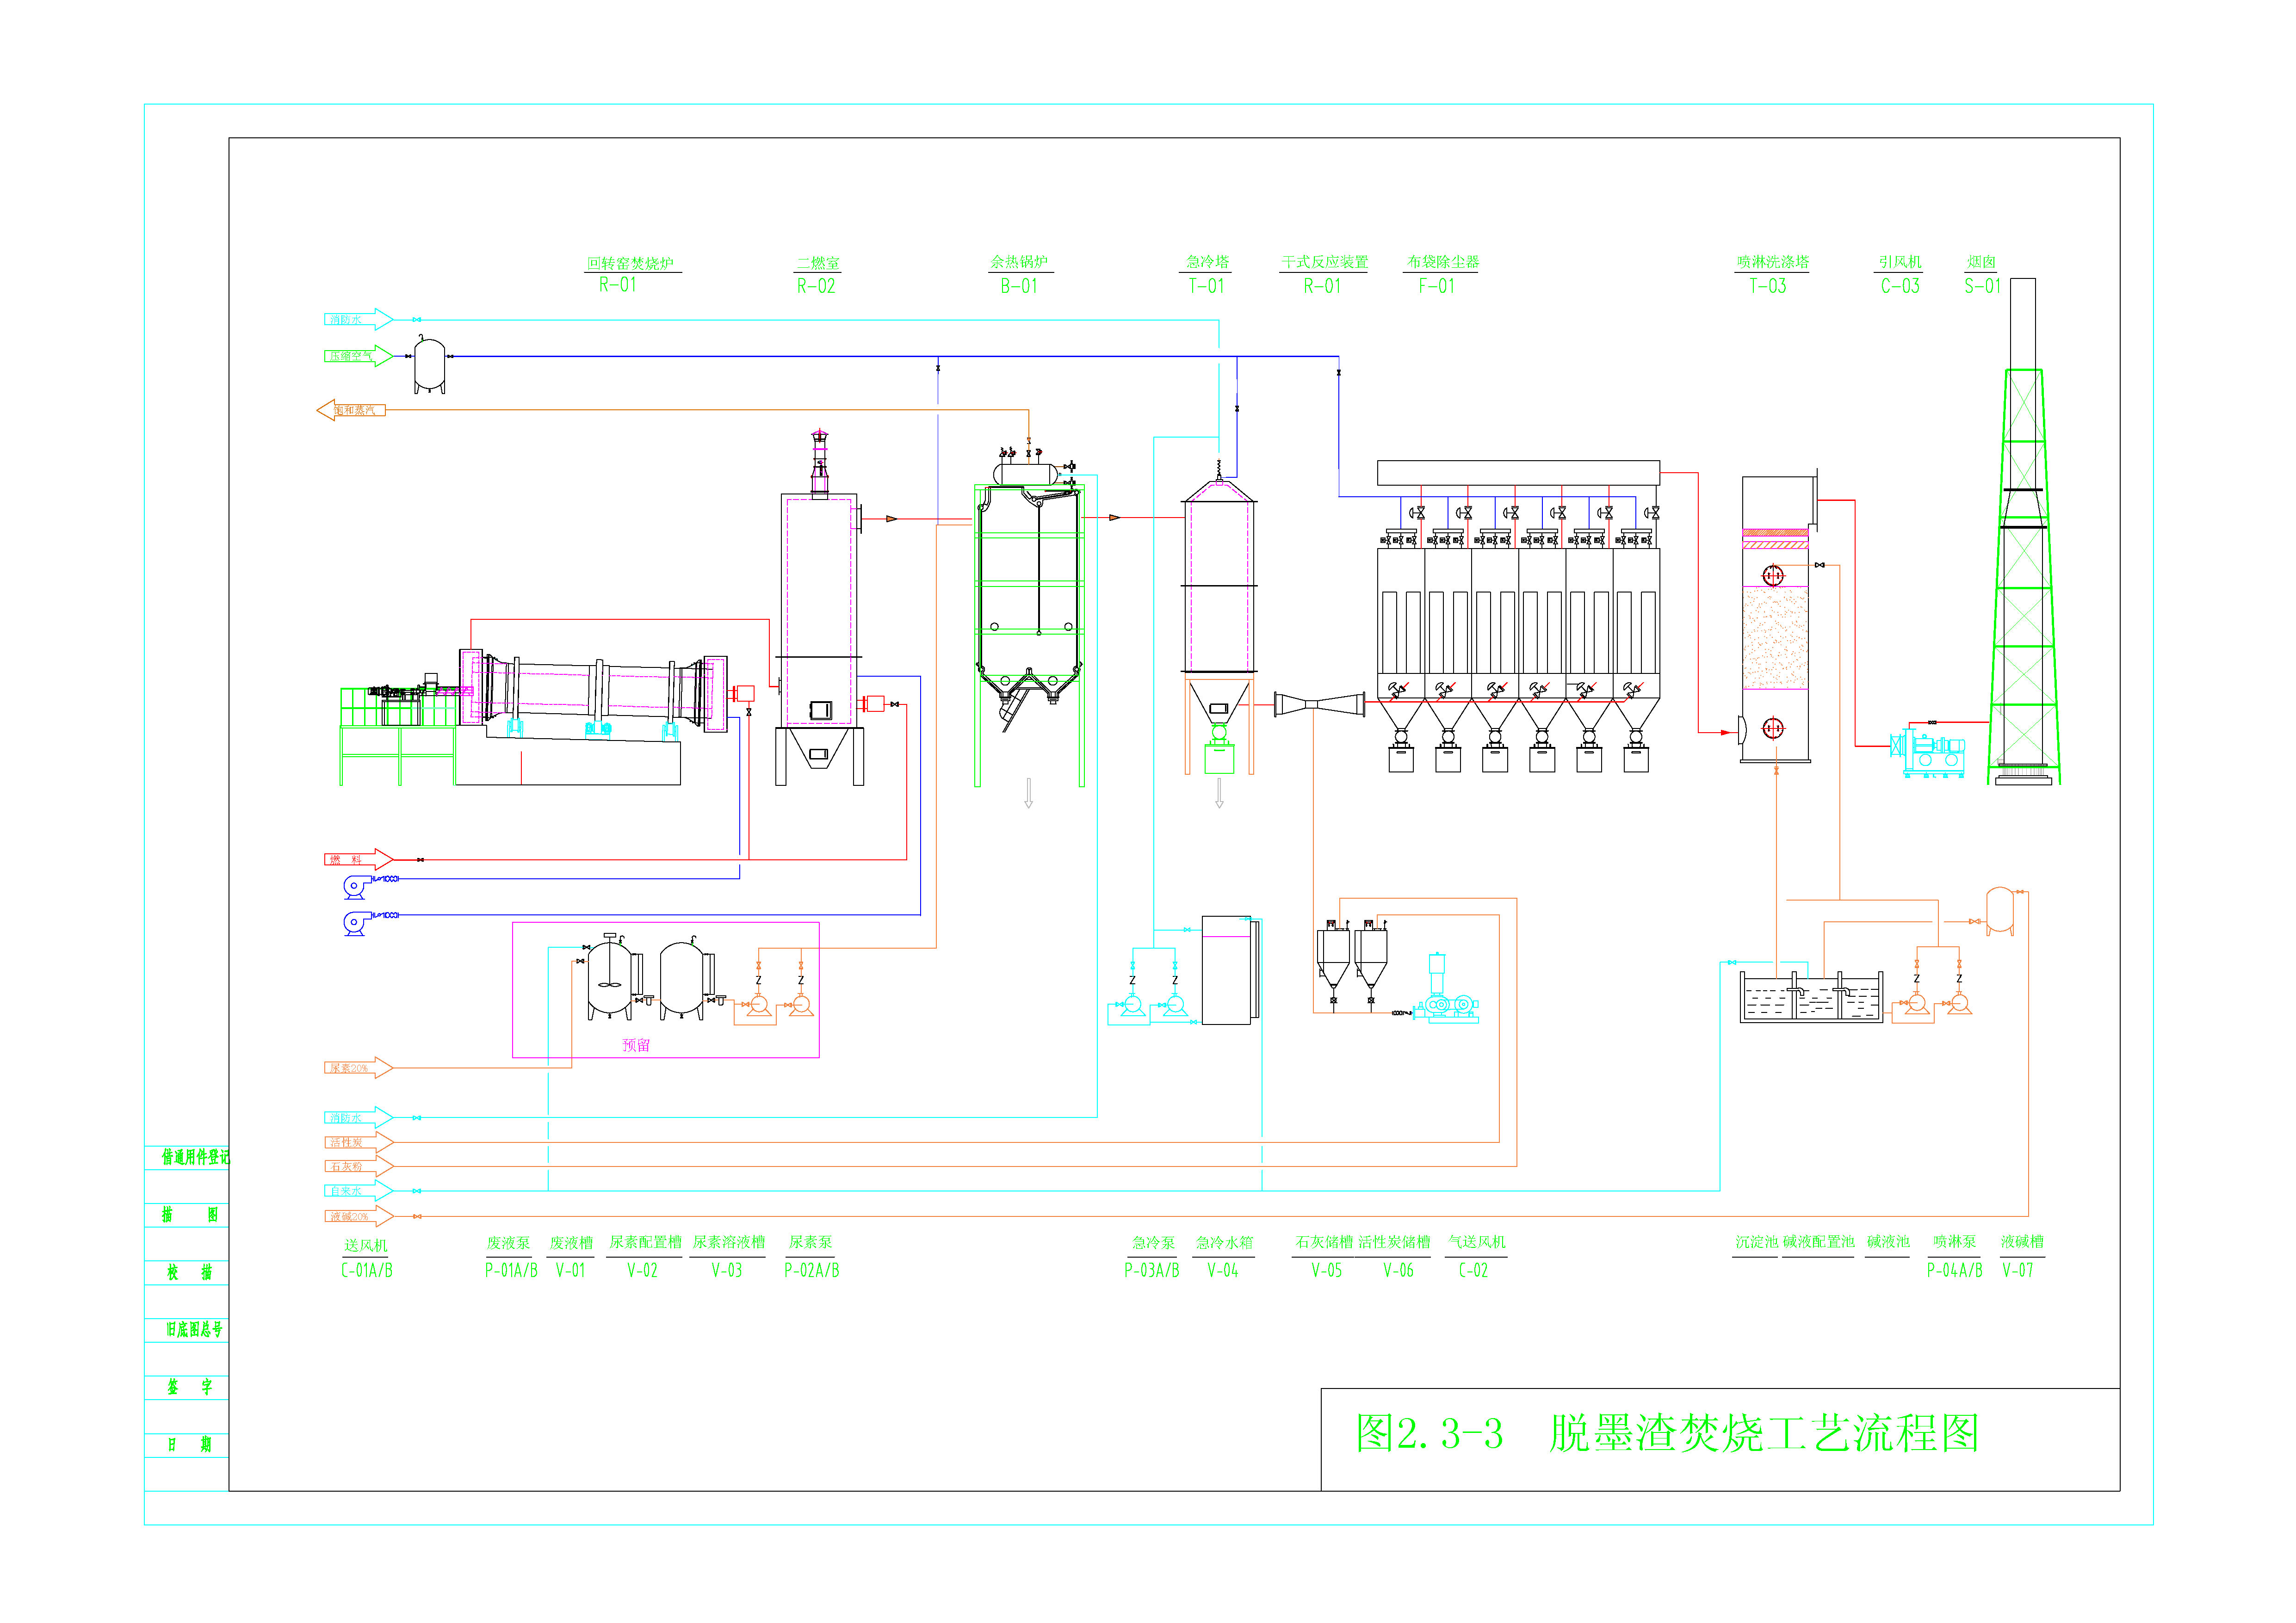 回转窑焚烧炉
R-01
二燃室
R-02
余热锅炉
B-01
急冷塔
T-01
干式反应装置
R-01
布袋除尘器
F-01
喷淋洗涤塔
T-03
引风机
C-03
烟囱
S-01
消防水
压缩空气
饱和蒸汽
燃 料
预留
尿素20%
消防水
活性炭
石灰粉
自来水
液碱20%
送风机
C-01A/B
废液泵
P-01A/B
废液槽
V-01
尿素配置槽
V-02
尿素溶液槽
V-03
尿素泵
P-02A/B
急冷泵
P-03A/B
急冷水箱
V-04
石灰储槽
V-05
活性炭储槽
V-06
气送风机
C-02
沉淀池
碱液配置池
碱液池
喷淋泵
P-04A/B
液碱槽
V-07
借通用件登记
描 图
校 描
旧底图总号
签 字
日 期
图2.3-3 脱墨渣焚烧工艺流程图